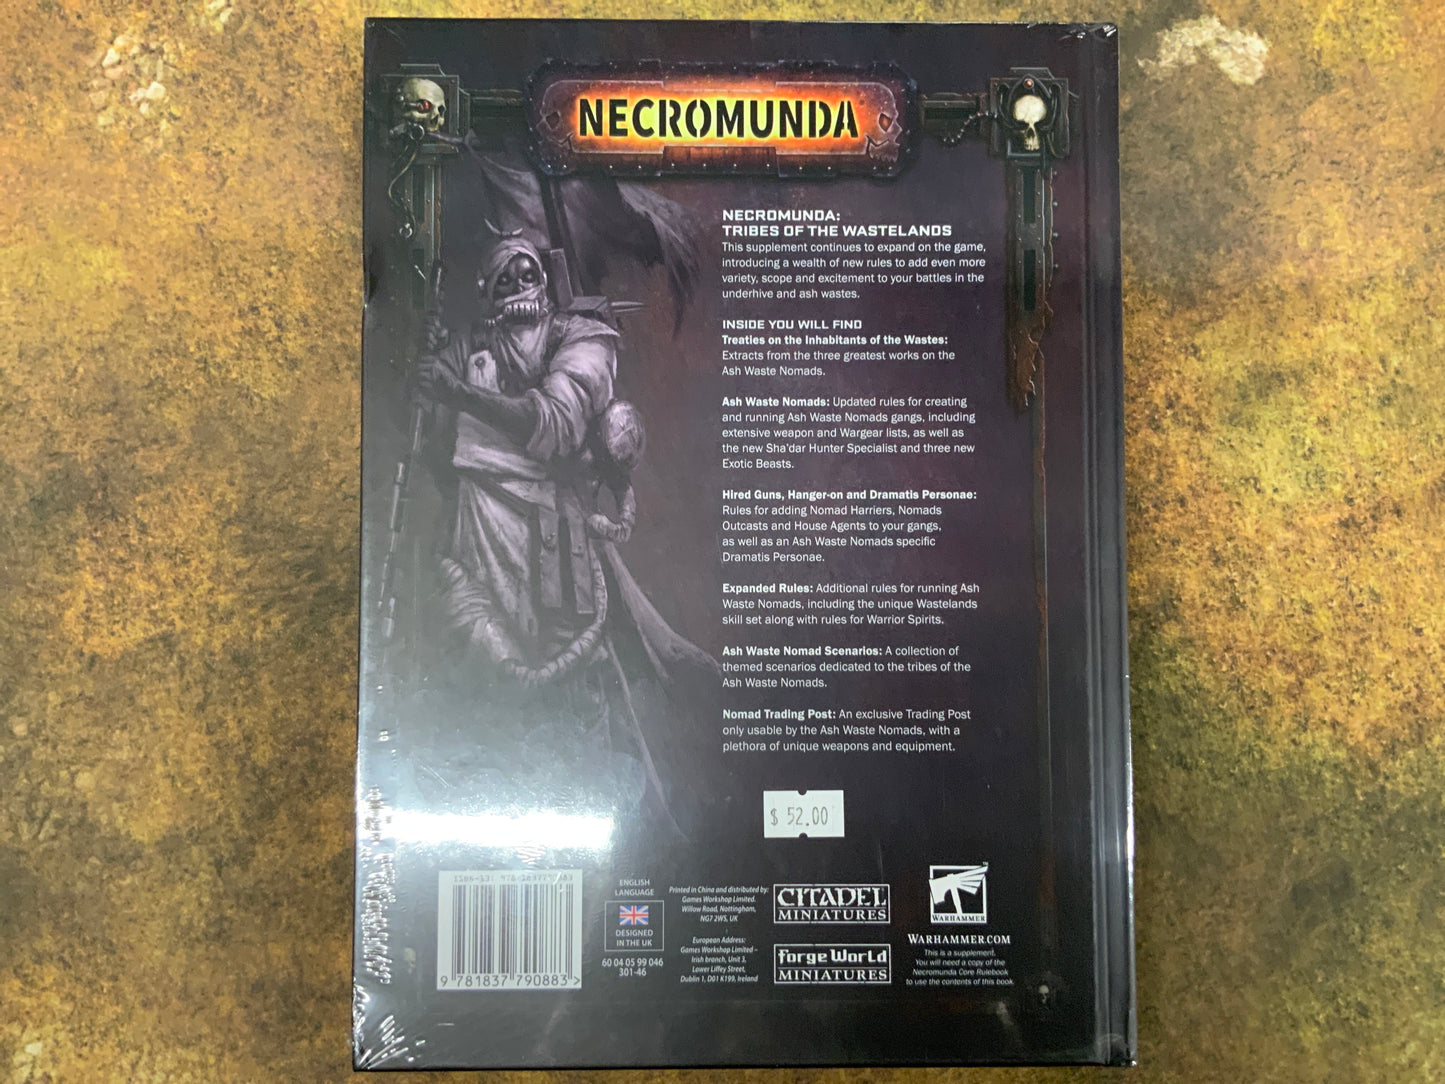 NECROMUNDA
NECROMUNDA:
TRIBES OF THE WASTELANDS
This supplement continues to expand on the game,
introducing a wealth of new rules to add even more
variety, scope and excitement to your battles in the
underhive and ash wastes.
INSIDE YOU WILL FIND
Treaties on the Inhabitants of the Wastes:
Extracts from the three greatest works on the
Ash Waste Nomads.
Ash Waste Nomads: Updated rules for creating
and running Ash Waste Nomads gangs, including
extensive weapon and Wargear lists, as well as
the new Sha'dar Hunter Specialist and three new
Exotic Beasts.
Hired Guns, Hanger-on and Dramatis Personae:
Rules for adding Nomad Harriers, Nomads
Outcasts and House Agents to your gangs,
as well as an Ash Waste Nomads specific
Dramatis Personae.
Expanded Rules: Additional rules for running Ash
Waste Nomads, including the unique Wastelands
skill set along with rules for Warrior Spirits.
Ash Waste Nomad Scenarios: A collection of
themed scenarios dedicated to the tribes of the
Ash Waste Nomads.
Nomad Trading Post: An exclusive Trading Post
only usable by the Ash Waste Nomads, with a
plethora of unique weapons and equipment.
$ 52.00
ISBN-13:
9 781837 790883 >
ENGLISH
LANGUAGE
DESIGNED
IN THE UK
60 04 05 99 046
301-46
Printed in China and distributed by:
Games Workshop Limited.
Willow Road, Nottingham,
NG7 2WS, UK
European Address:
Games Workshop Limited –
Irish branch, Unit 3,
Lower Liffey Street,
Dublin 1, D01 K199, Ireland
CITADEL
MINIATURES
Forge World
MINIATURES
WARHAMMER
™
WARHAMMER.COM
This is a supplement.
You will need a copy of the
Necromunda Core Rulebook
to use the contents of this book.